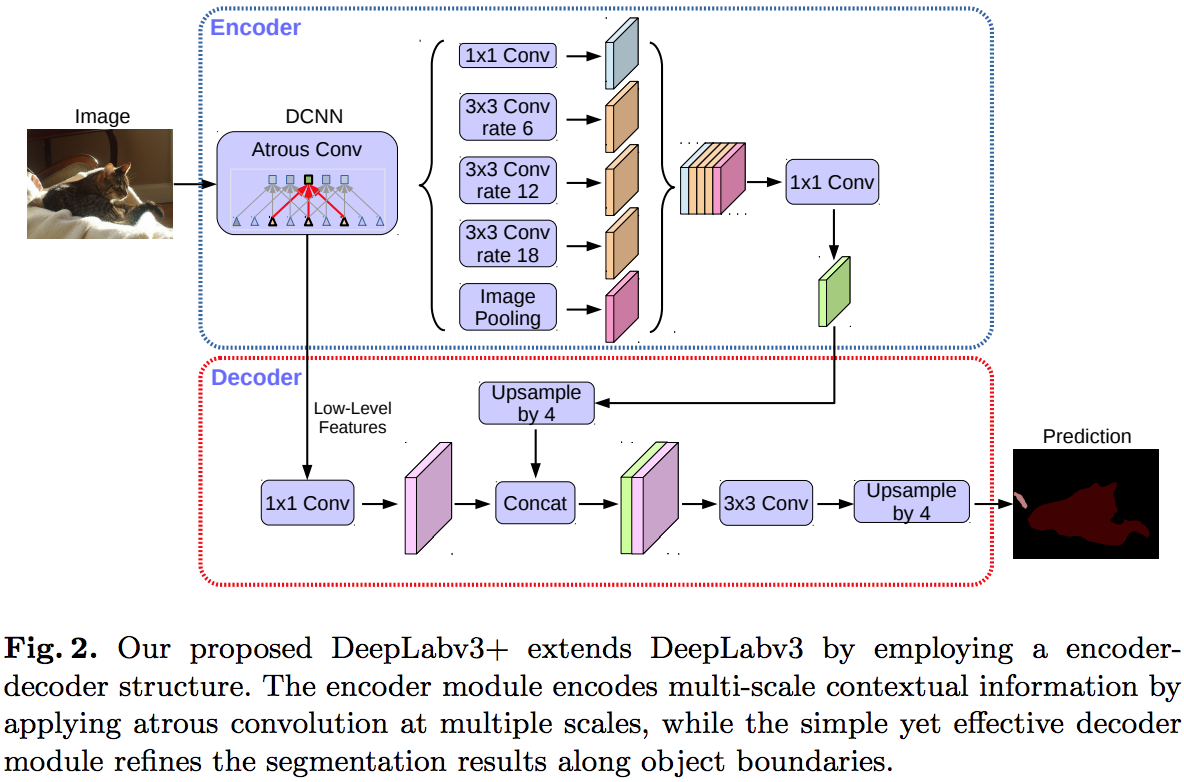 Encoder
Image
DCNN
Atrous Conv
1x1 Conv
3x3 Conv
rate 6
3x3 Conv
rate 12
3x3 Conv
rate 18
Image
Pooling
1x1 Conv
Decoder
Low-Level
Features
Upsample
by 4
1x1 Conv
Concat
3x3 Conv
Upsample
by 4
Prediction
Fig. 2. Our proposed DeepLabv3+ extends DeepLabv3 by employing a encoder-
decoder structure. The encoder module encodes multi-scale contextual information by
applying atrous convolution at multiple scales, while the simple yet effective decoder
module refines the segmentation results along object boundaries.